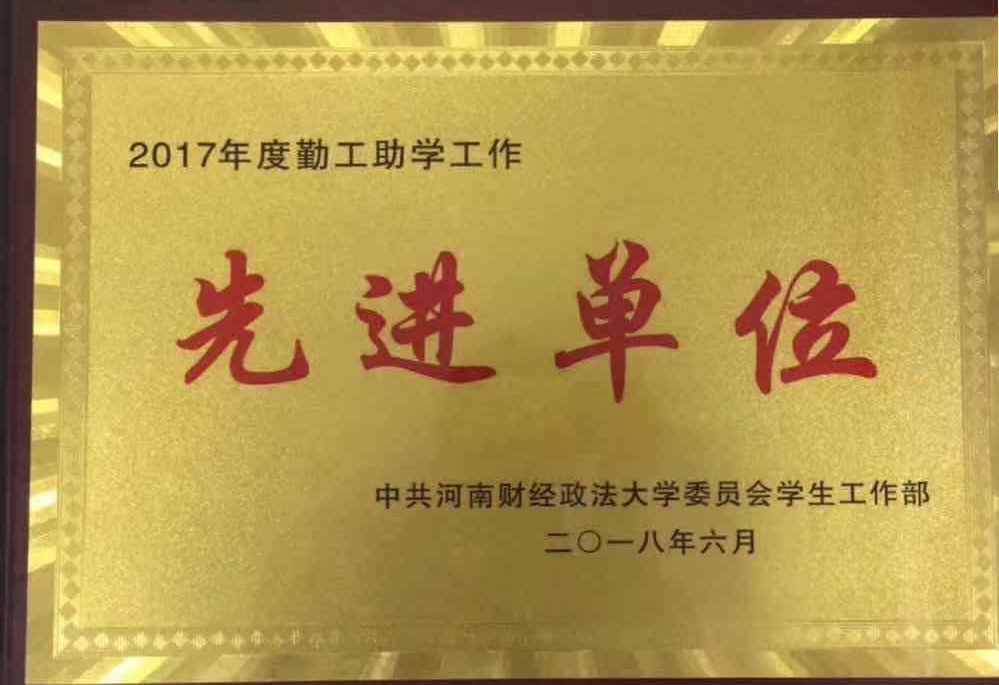 2017年度勤工助学工作
先进单位
中共河南财经政法大学委员会学生工作部
二〇一八年六月